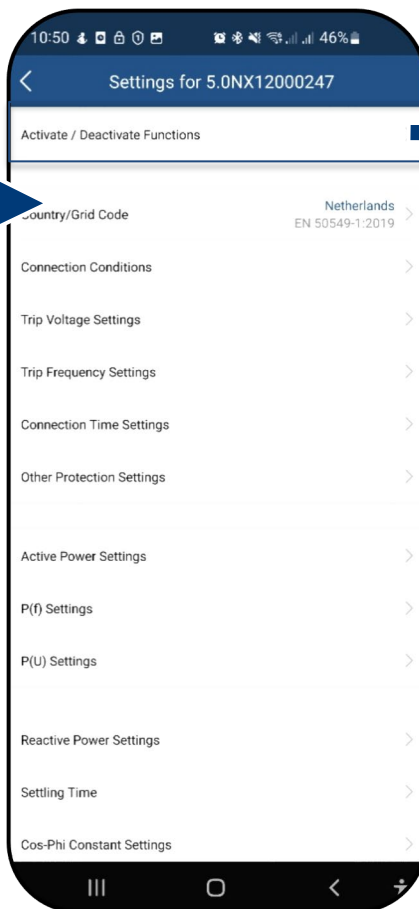 10:50 46%
Settings for 5.0NX12000247
Activate / Deactivate Functions
Country/Grid Code Netherlands
EN 50549-1:2019
Connection Conditions
Trip Voltage Settings
Trip Frequency Settings
Connection Time Settings
Other Protection Settings
Active Power Settings
P(f) Settings
P(U) Settings
Reactive Power Settings
Settling Time
Cos-Phi Constant Settings